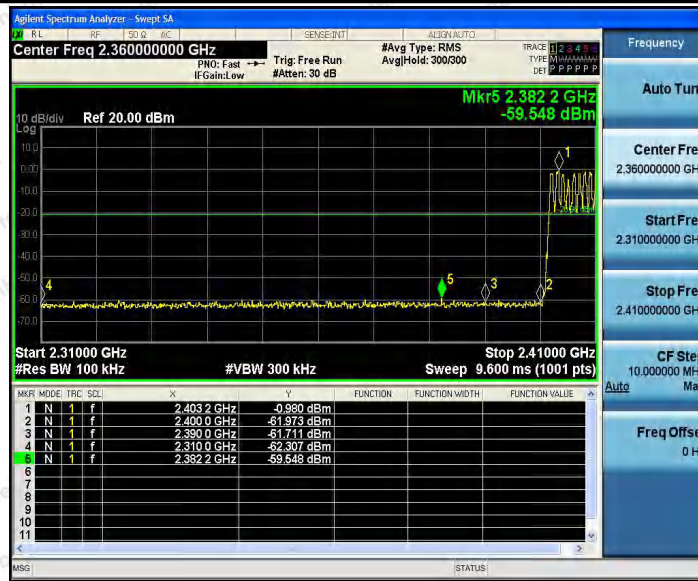 Agilent Spectrum Analyzer - Swept SA
RL RF 50 Ω AC SENSE:INT ALIGNAUTO
Center Freq 2.360000000 GHz
PNO: Fast
IFGain:Low
Trig: Free Run
#Atten: 30 dB
#Avg Type: RMS
Avg|Hold: 300/300
TRACE 1 2 3 4 5 6
TYPE M
DET P P P P P P
Mkr5 2.382 2 GHz
-59.548 dBm
10 dB/div Ref 20.00 dBm
Log
10.0
0.00
-10.0
-20.0
-30.0
-40.0
-50.0
-60.0
-70.0
1
4
5
3
2
Start 2.31000 GHz Stop 2.41000 GHz
#Res BW 100 kHz #VBW 300 kHz Sweep 9.600 ms (1001 pts)
MKR MODE TRC SCL X Y FUNCTION FUNCTION WIDTH FUNCTION VALUE
1 N 1 f 2.403 2 GHz -0.980 dBm
2 N 1 f 2.400 0 GHz -61.973 dBm
3 N 1 f 2.390 0 GHz -61.711 dBm
4 N 1 f 2.310 0 GHz -62.307 dBm
5 N 1 f 2.382 2 GHz -59.548 dBm
6
7
8
9
10
11
MSG STATUS
Frequency
Auto Tun
Center Fre
2.360000000 GH
Start Fre
2.310000000 GH
Stop Fre
2.410000000 GH
CF Ste
10.000000 MH
Auto Ma
Freq Offse
0 H